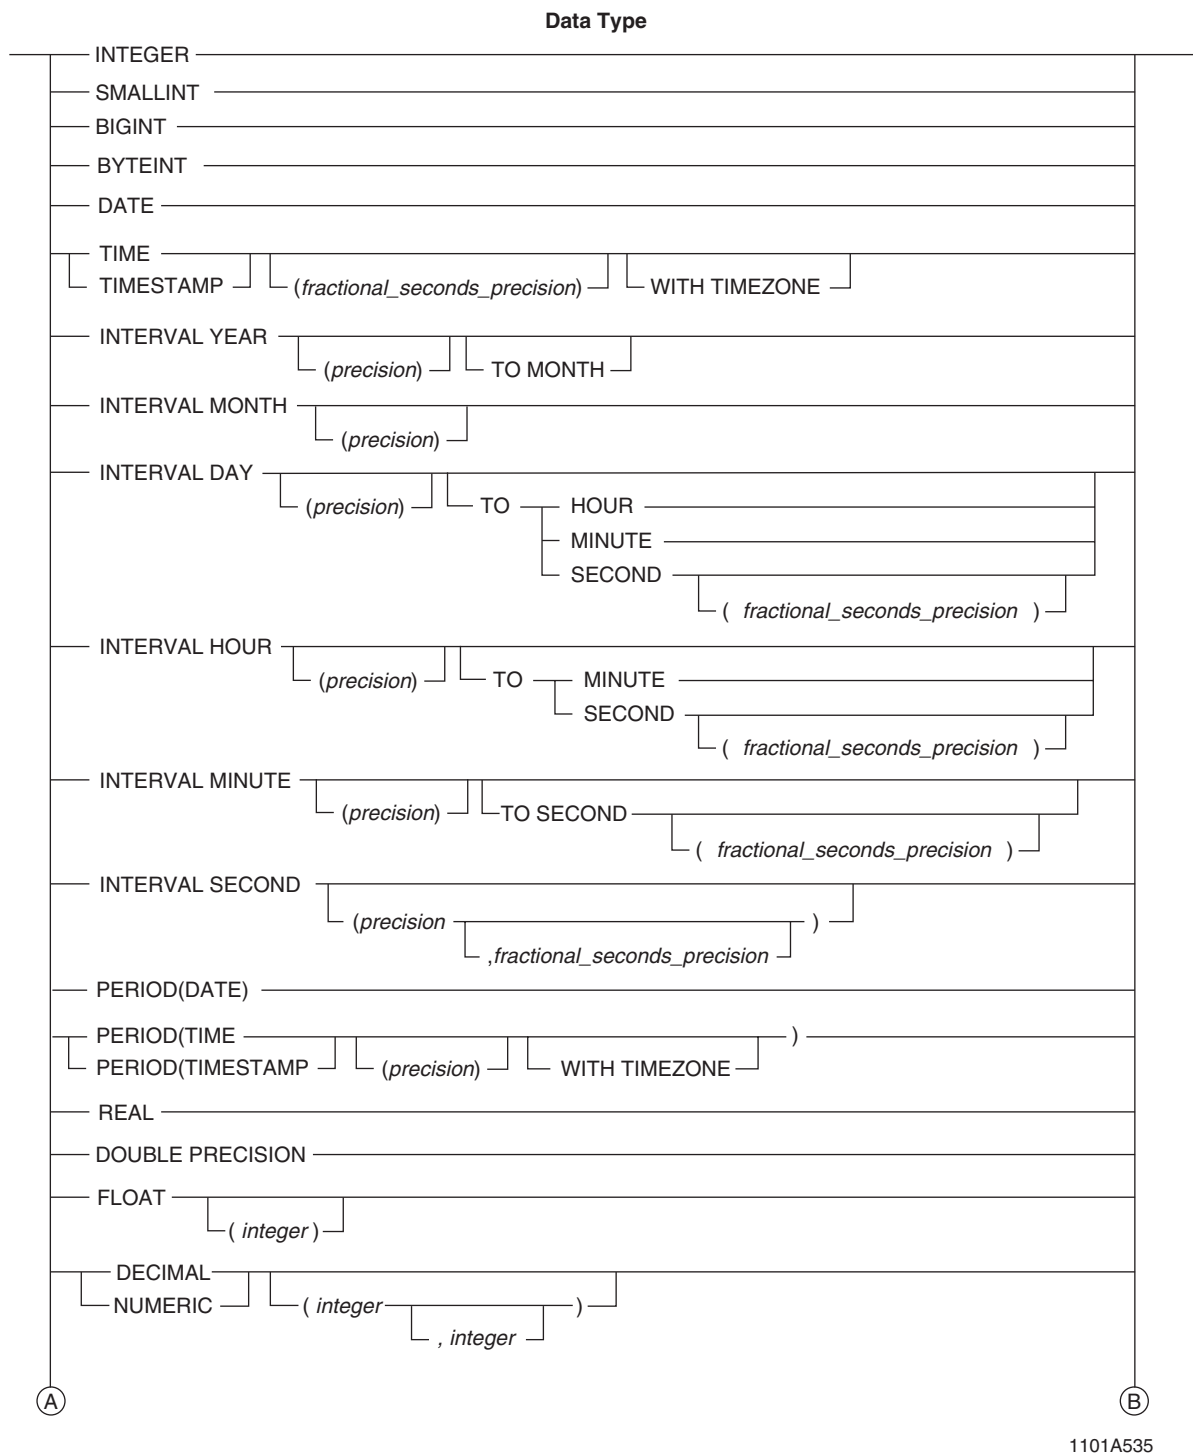 Data Type
INTEGER
SMALLINT
BIGINT
BYTEINT
DATE
TIME
TIMESTAMP (fractional_seconds_precision) WITH TIMEZONE
INTERVAL YEAR
(precision) TO MONTH
INTERVAL MONTH
(precision)
INTERVAL DAY
(precision) TO HOUR
MINUTE
SECOND
( fractional_seconds_precision )
INTERVAL HOUR
(precision) TO MINUTE
SECOND
( fractional_seconds_precision )
INTERVAL MINUTE
(precision) TO SECOND
( fractional_seconds_precision )
INTERVAL SECOND
(precision )
,fractional_seconds_precision
PERIOD(DATE)
PERIOD(TIME )
PERIOD(TIMESTAMP (precision) WITH TIMEZONE
REAL
DOUBLE PRECISION
FLOAT
( integer )
DECIMAL
NUMERIC ( integer )
, integer
A B
1101A535